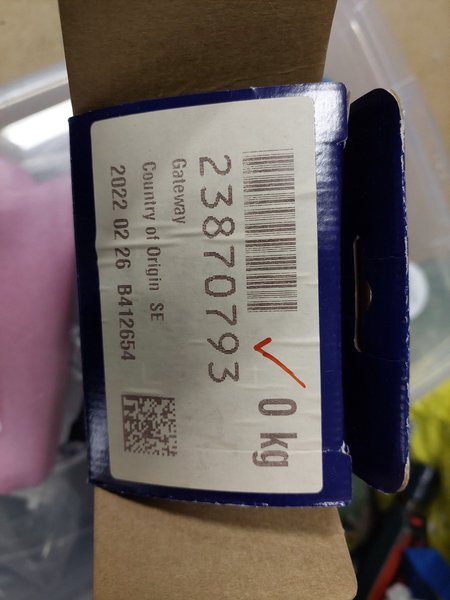 0 kg
23870793
Gateway
Country of Origin SE
2022 02 26 B412654